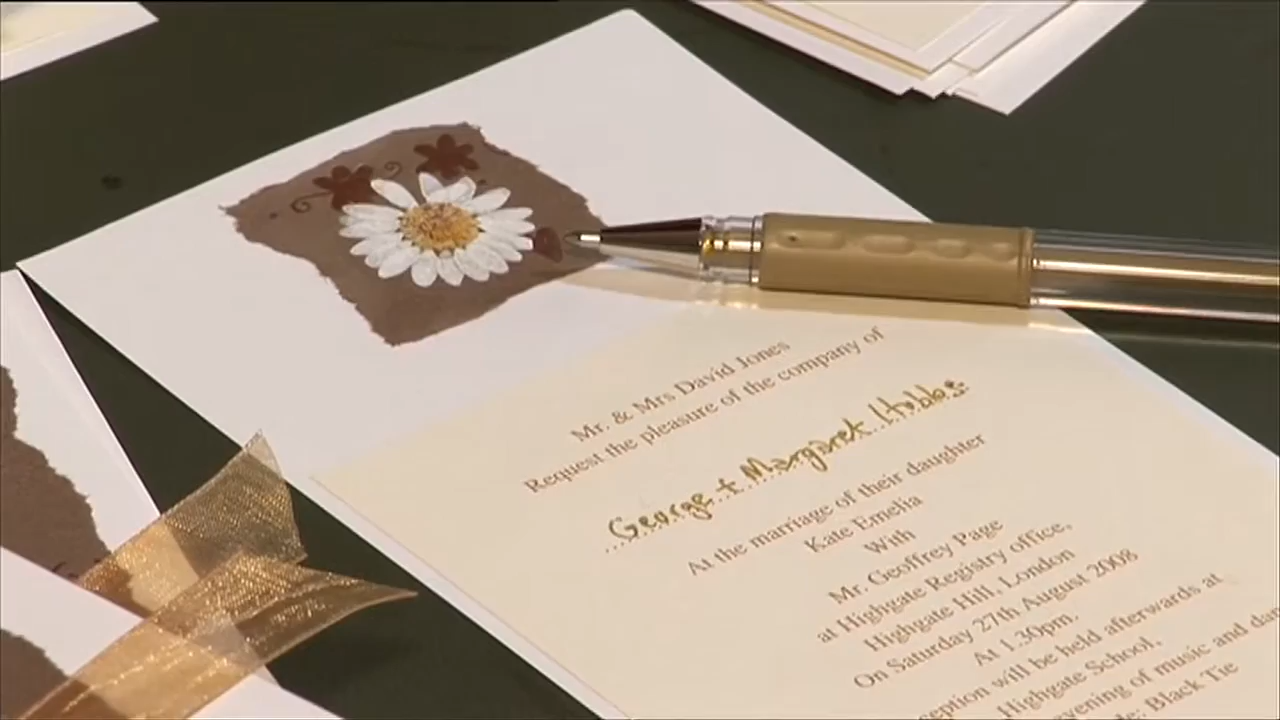 Mr. & Mrs David Jones
Request the pleasure of the company of
George + Margaret Hobbs
At the marriage of their daughter
Kate Emelia
With
Mr. Geoffrey Page
at Highgate Registry office,
Highgate Hill, London
On Saturday 27th August 2008
At 1.30pm.
will be held afterwards at
Highgate School,
evening of music and
Black Tie